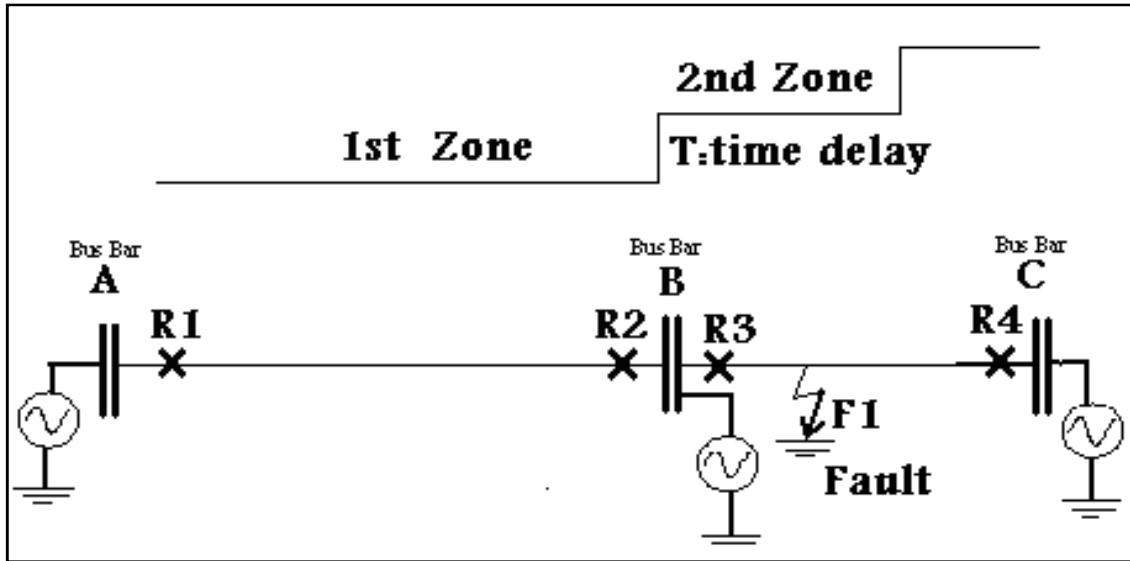 2nd Zone
1st Zone
T:time delay
Bus Bar
A
Bus Bar
B
Bus Bar
C
R1
R2
R3
R4
F1
Fault